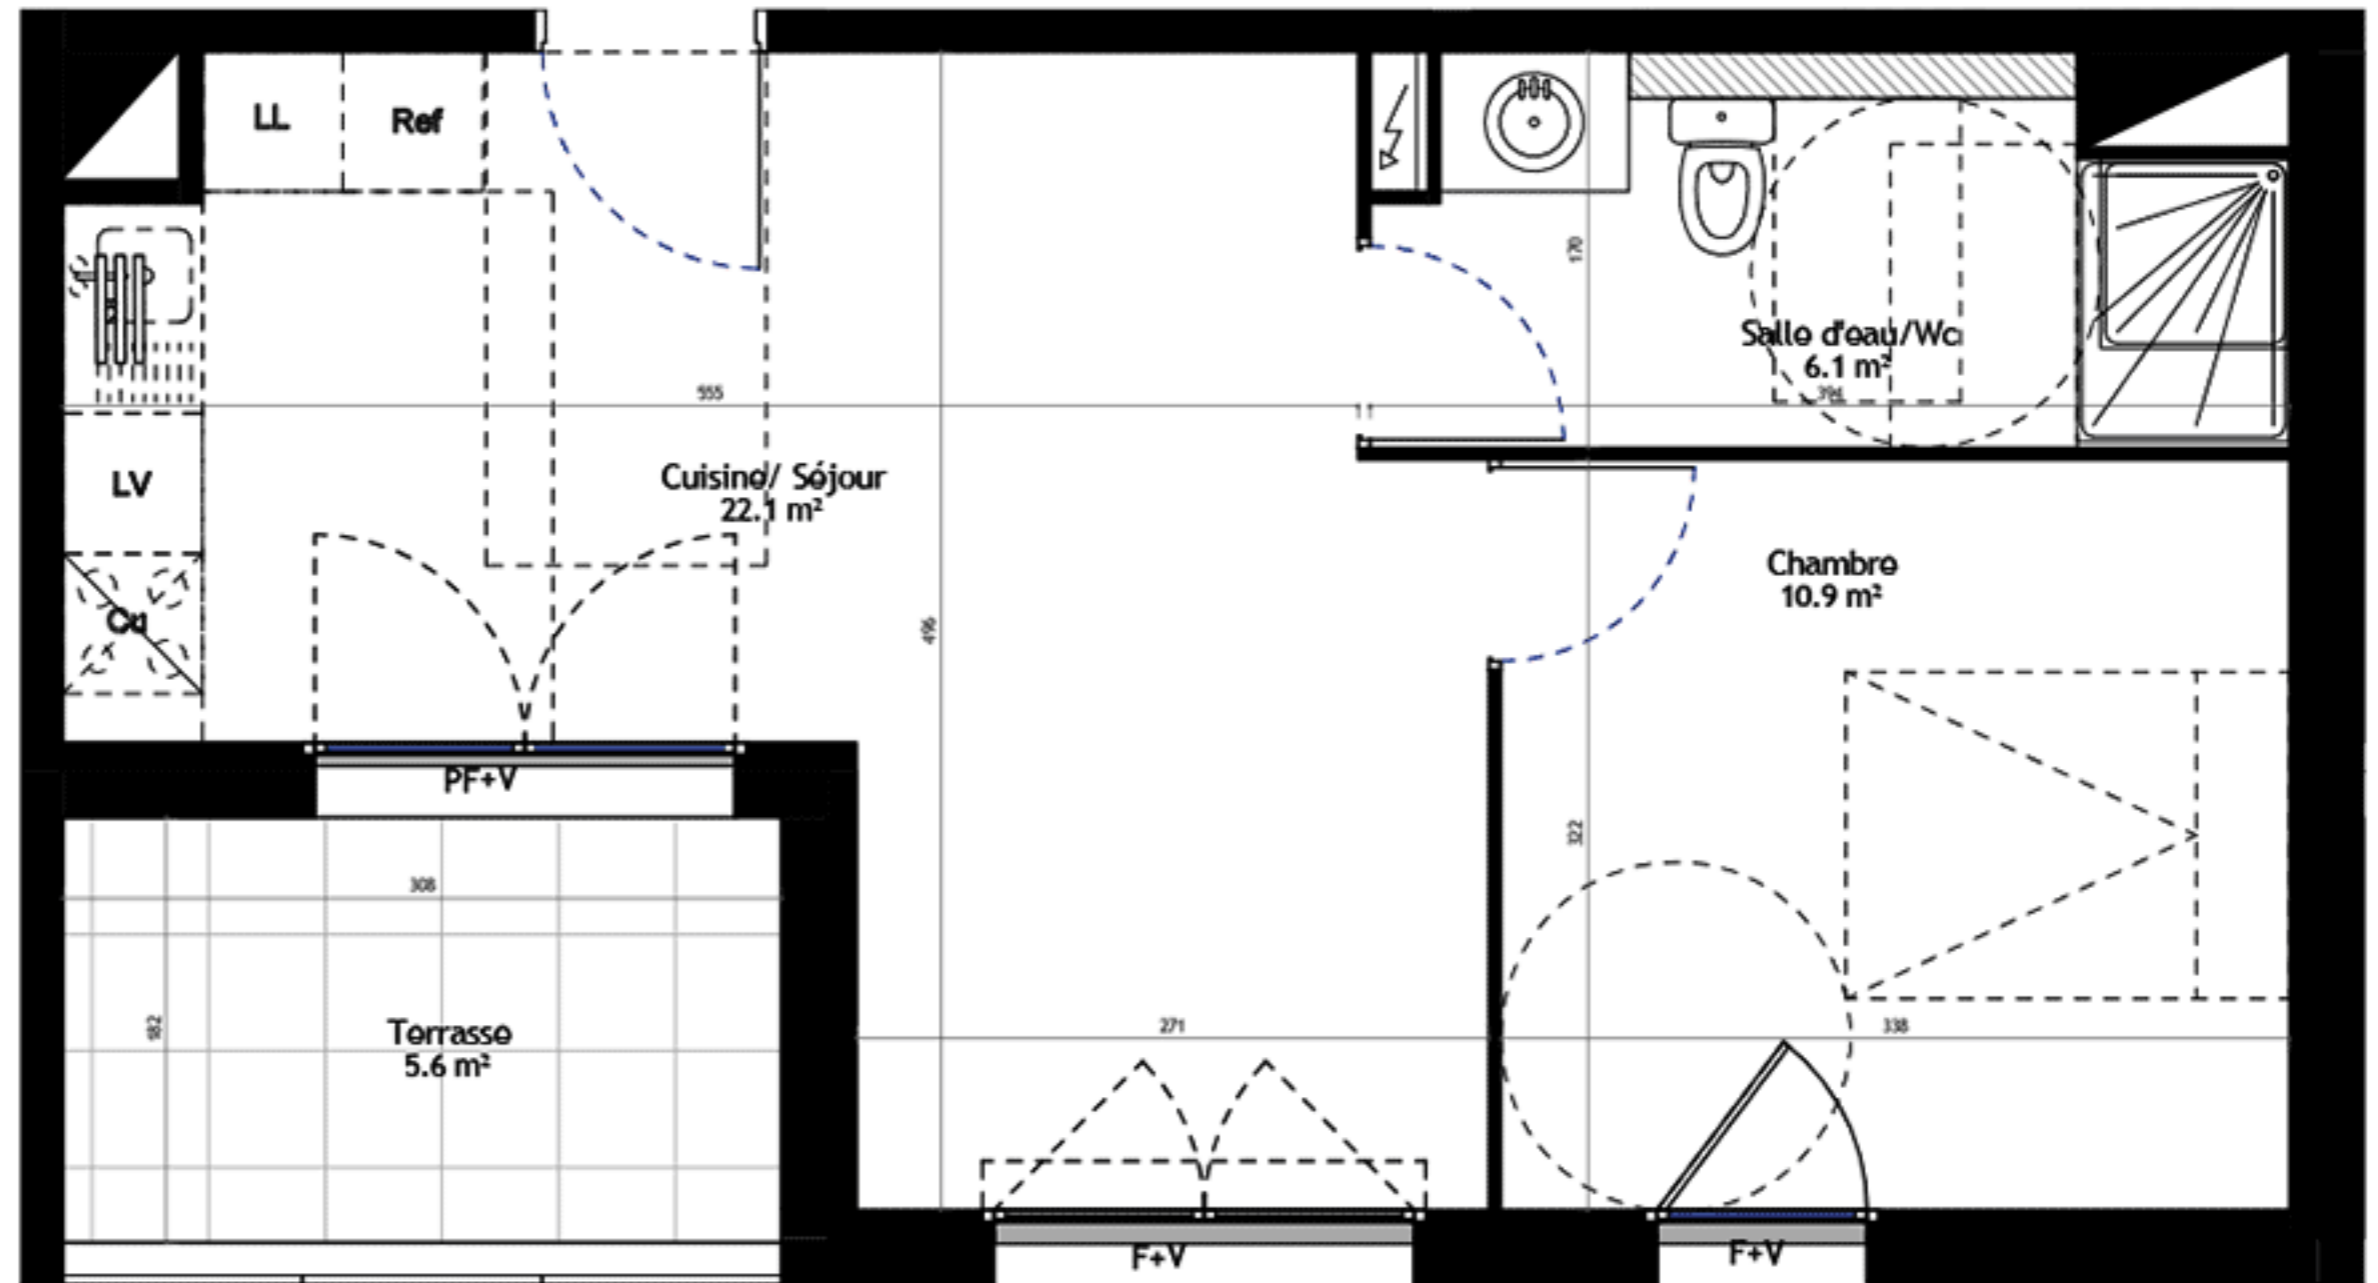 LL
Ref
170
Salle d'eau/Wc
6.1 m²
394
555
LV
Cuisine/ Séjour
22.1 m²
Chambre
10.9 m²
Cu
496
PF+V
322
308
182
Terrasse
5.6 m²
271
338
F+V
F+V